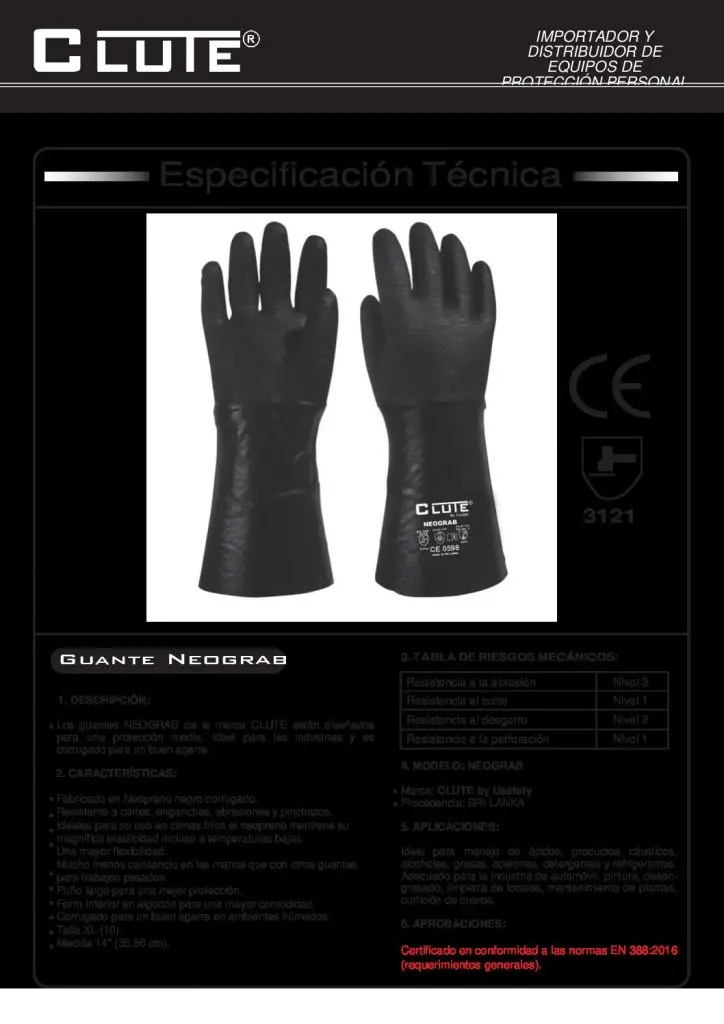 CLUTE®
IMPORTADOR Y
DISTRIBUIDOR DE
EQUIPOS DE
PROTECCIÓN PERSONAL
Especificación Técnica
CLUTE®
NEOGRAB
CE 0598
CE
3121
GUANTE NEOGRAB
1. DESCRIPCIÓN:
• Los guantes NEOGRAB de la marca CLUTE están diseñados
para una protección media, ideal para las industrias y es
corrugado para un buen agarre.
2. CARACTERÍSTICAS:
• Fabricado en Neopreno negro corrugado.
• Resistente a cortes, enganches, abrasiones y pinchazos.
• Ideales para su uso en climas fríos el neopreno mantiene su
magnífica elasticidad incluso a temperaturas bajas.
• Una mayor flexibilidad.
Mucho menos cansancio en las manos que con otros guantes
• para trabajos pesados.
• Puño largo para una mejor protección.
• Forro interior en algodón para una mayor comodidad.
• Corrugado para un buen agarre en ambientes húmedos.
• Talla XL (10).
• Medida 14" (35,56 cm).
3. TABLA DE RIESGOS MECÁNICOS:
Resistencia a la abrasión Nivel 3
Resistencia al corte Nivel 1
Resistencia al desgarro Nivel 2
Resistencia a la perforación Nivel 1
4. MODELO: NEOGRAB
• Marca: CLUTE by Usafety
• Procedencia: SRI LANKA
5. APLICACIONES:
Ideal para manejo de ácidos, productos cáusticos,
alcoholes, grasas, acetonas, detergentes y refrigerantes.
Adecuado para la industria de automóvil, pintura, desen-
grasado, limpieza de locales, mantenimiento de plantas,
curtición de cueros.
6. APROBACIONES:
Certificado en conformidad a las normas EN 388:2016
(requerimientos generales).